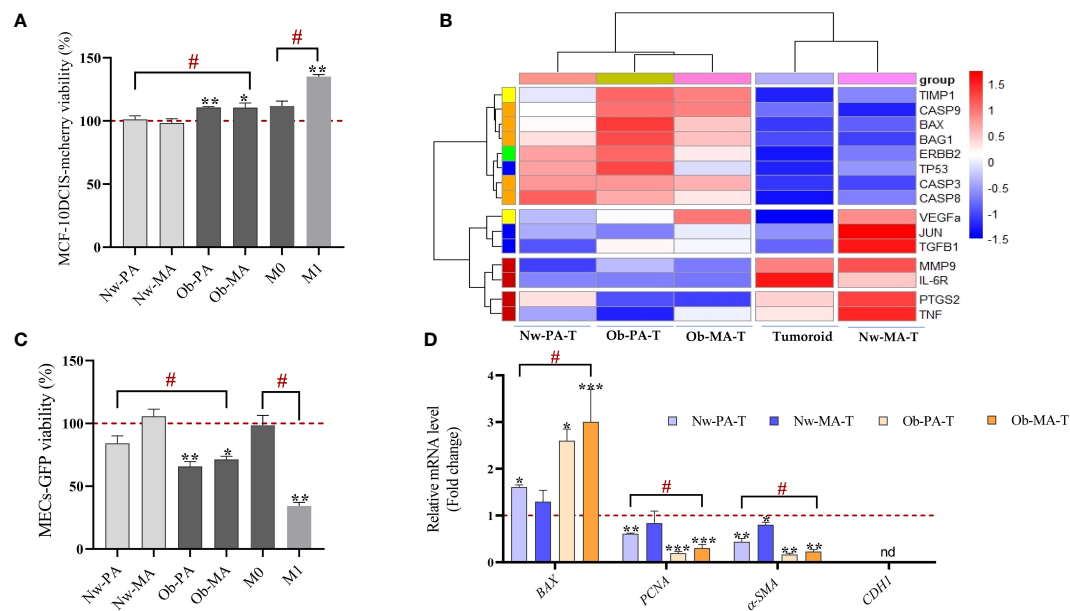 A
MCF-10DCIS-mcherry viability (%)
150
100
50
0
#
#
**
*
**
Nw-PA
Nw-MA
Ob-PA
Ob-MA
M0
M1
B
group
TIMP1
CASP9
BAX
BAG1
ERBB2
TP53
CASP3
CASP8
VEGFa
JUN
TGFB1
MMP9
IL-6R
PTGS2
TNF
1.5
1
0.5
0
-0.5
-1
-1.5
Nw-PA-T
Ob-PA-T
Ob-MA-T
Tumoroid
Nw-MA-T
C
MECs-GFP viability (%)
150
100
50
0
#
#
**
*
**
Nw-PA
Nw-MA
Ob-PA
Ob-MA
M0
M1
D
Relative mRNA level
(Fold change)
4
3
2
1
0
#
#
#
*
*
***
**
***
***
**
*
**
**
nd
Nw-PA-T
Nw-MA-T
Ob-PA-T
Ob-MA-T
BAX
PCNA
α-SMA
CDH1